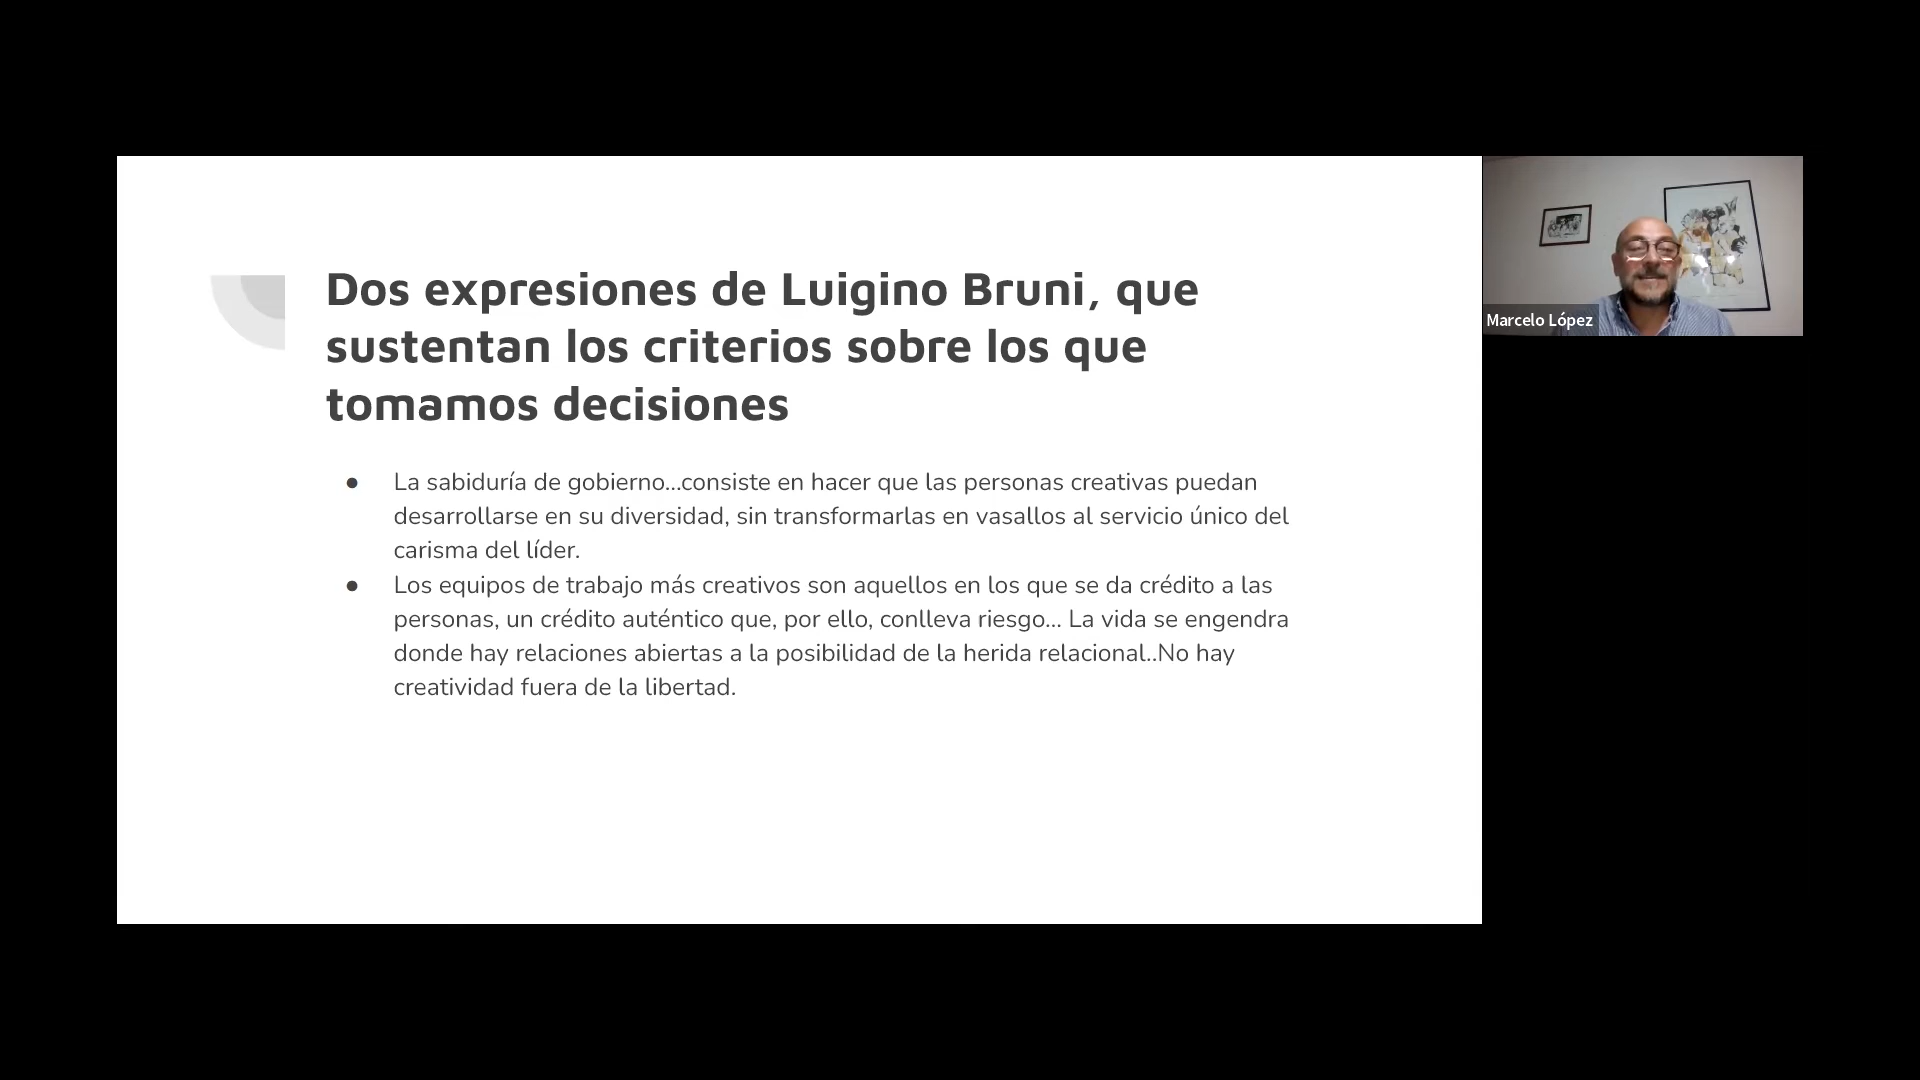 Dos expresiones de Luigino Bruni, que
sustentan los criterios sobre los que
tomamos decisiones
● La sabiduría de gobierno...consiste en hacer que las personas creativas puedan
desarrollarse en su diversidad, sin transformarlas en vasallos al servicio único del
carisma del líder.
● Los equipos de trabajo más creativos son aquellos en los que se da crédito a las
personas, un crédito auténtico que, por ello, conlleva riesgo... La vida se engendra
donde hay relaciones abiertas a la posibilidad de la herida relacional..No hay
creatividad fuera de la libertad.
Marcelo López